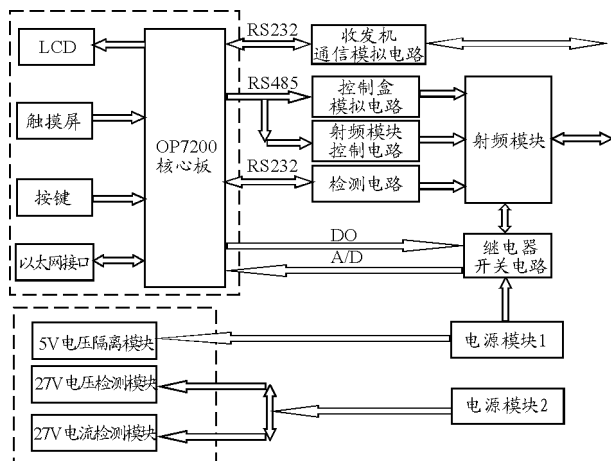 LCD
触摸屏
按键
以太网接口
OP7200
核心板
RS232
RS485
RS232
DO
A/D
收发机
通信模拟电路
控制盒
模拟电路
射频模块
控制电路
检测电路
射频模块
继电器
开关电路
5V电压隔离模块
27V电压检测模块
27V电流检测模块
电源模块1
电源模块2